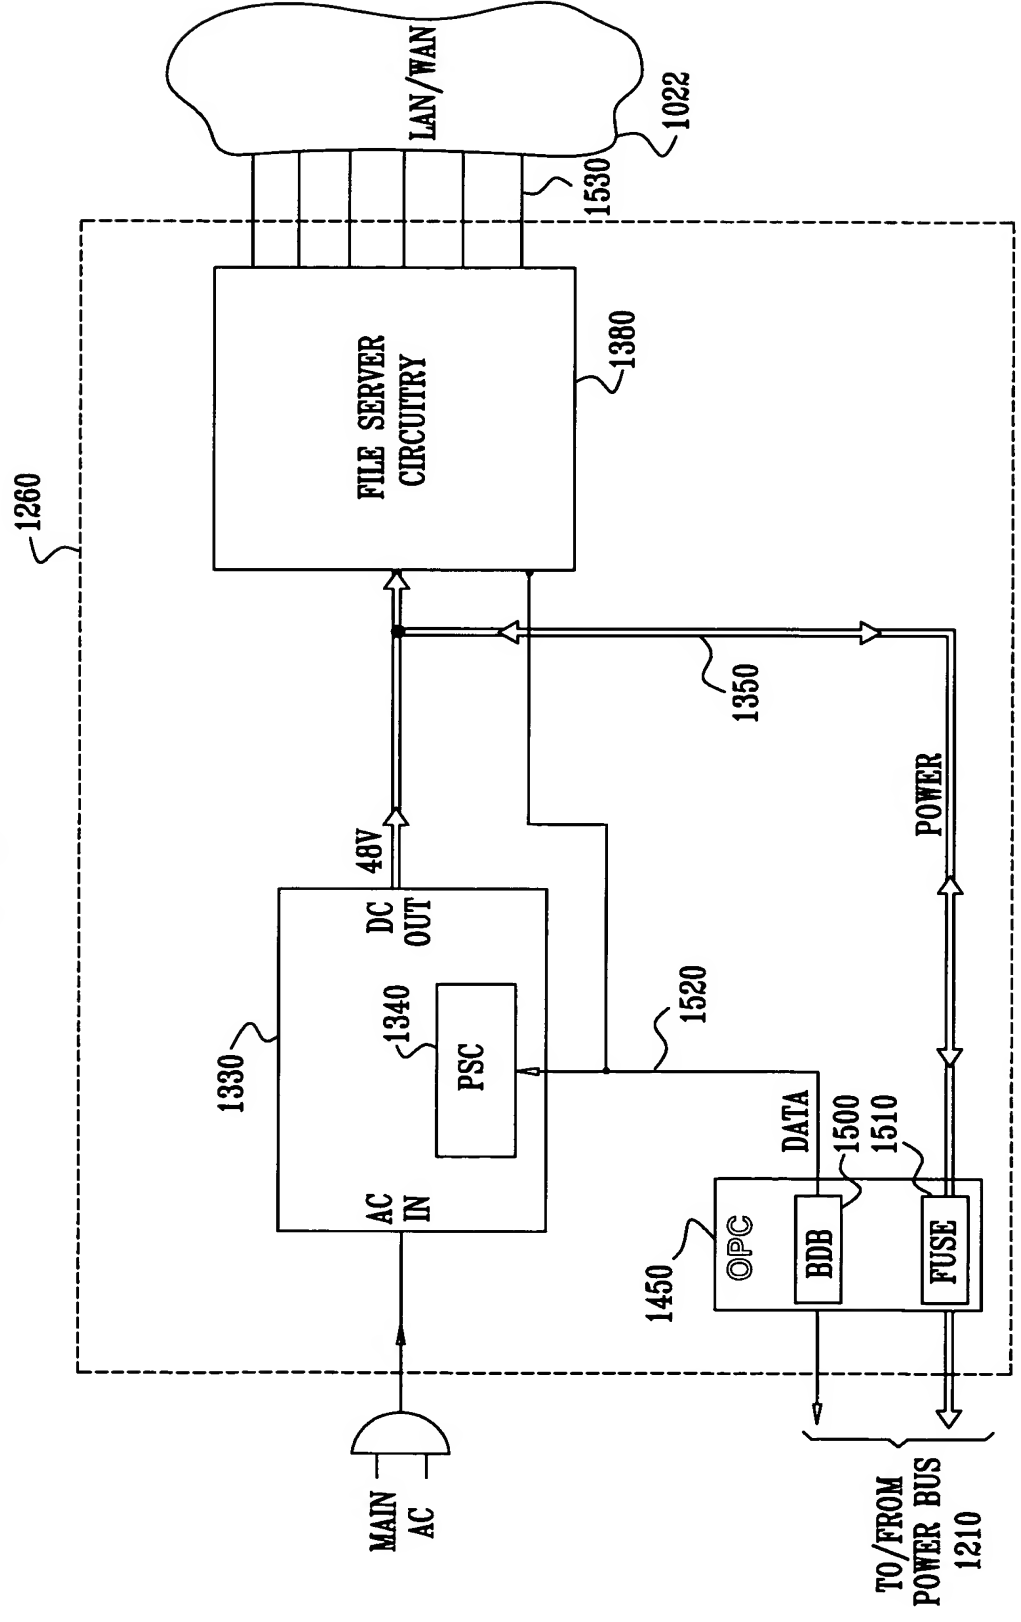 1260
LAN/WAN
1022
1530
FILE SERVER
CIRCUITRY
1380
48V
DC
OUT
1330
1340
PSC
AC
IN
MAIN
AC
1350
POWER
1520
DATA
1500
1510
1450
OPC
BDB
FUSE
TO/FROM
POWER BUS
1210